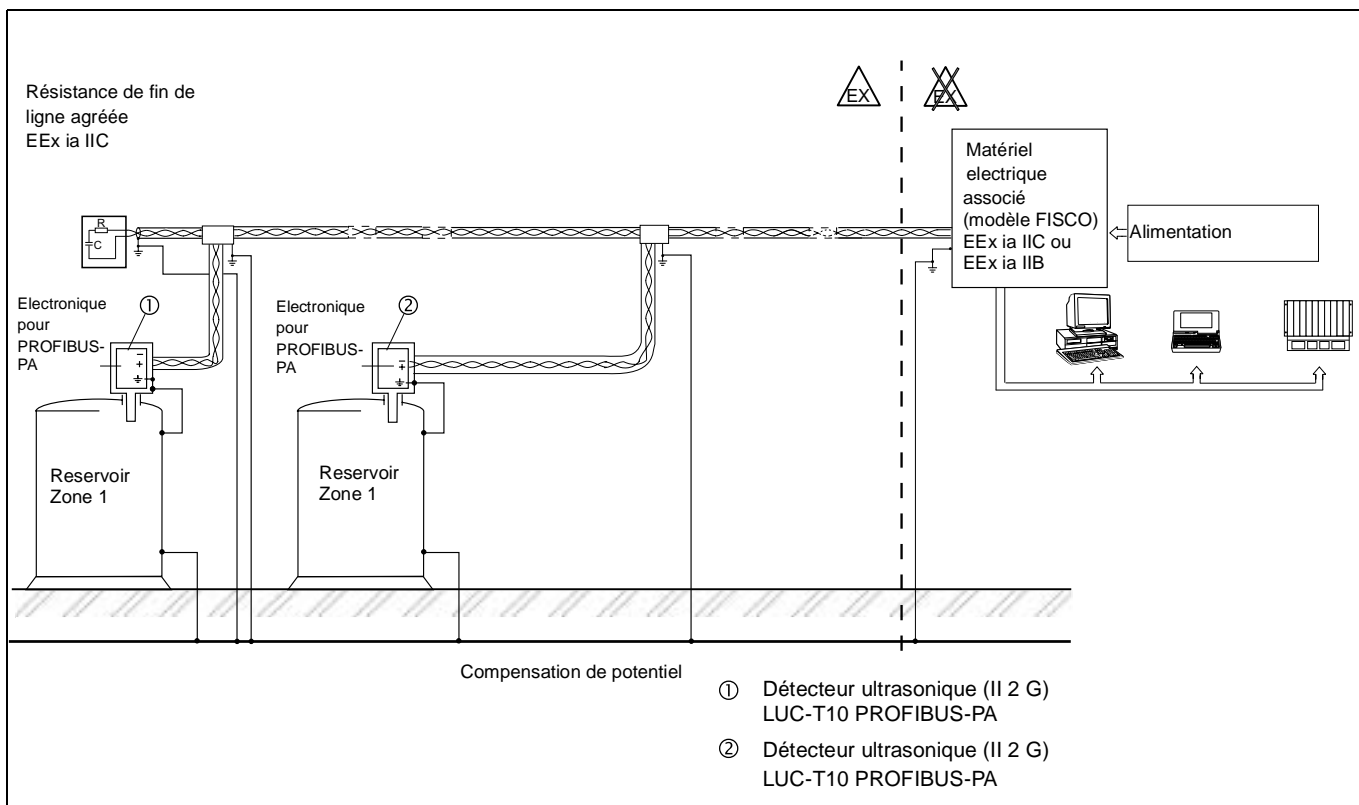 Résistance de fin de
ligne agréée
EEx ia IIC
EX
EX
Matériel
electrique
associé
(modèle FISCO)
EEx ia IIC ou
EEx ia IIB
Alimentation
R
C
Electronique
pour
PROFIBUS-
PA
①
Electronique
pour
PROFIBUS-
PA
②
−
+
−
+
Reservoir
Zone 1
Reservoir
Zone 1
Compensation de potentiel
① Détecteur ultrasonique (II 2 G)
LUC-T10 PROFIBUS-PA
② Détecteur ultrasonique (II 2 G)
LUC-T10 PROFIBUS-PA